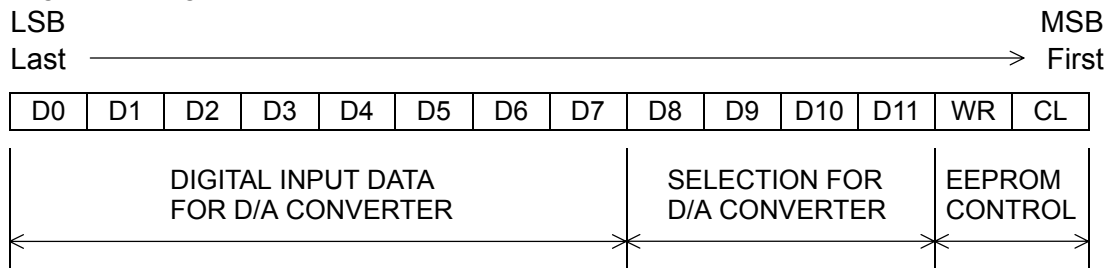 LSB MSB
Last First
D0 D1 D2 D3 D4 D5 D6 D7 D8 D9 D10 D11 WR CL
DIGITAL INPUT DATA SELECTION FOR EEPROM
FOR D/A CONVERTER D/A CONVERTER CONTROL